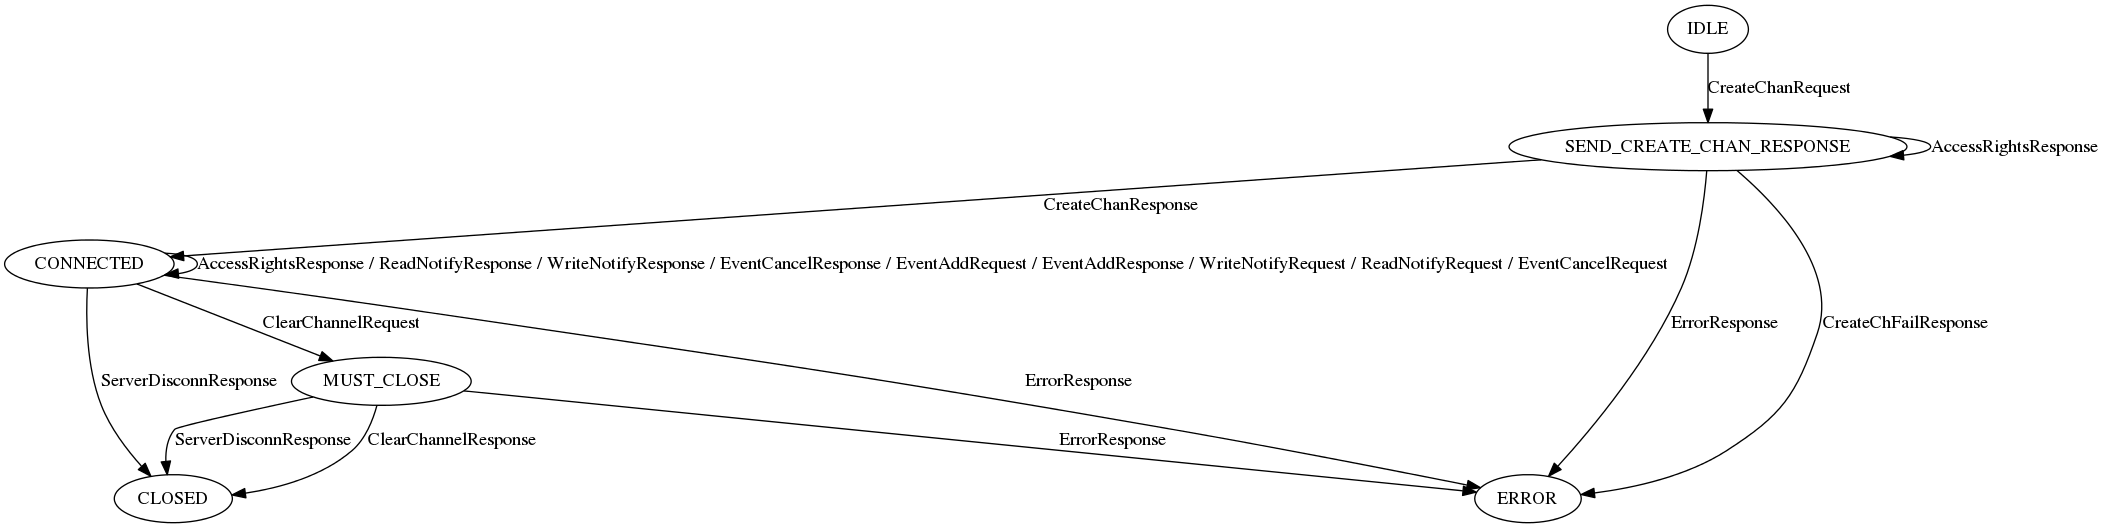 IDLE
CreateChanRequest
SEND_CREATE_CHAN_RESPONSE
AccessRightsResponse
CreateChanResponse
CONNECTED
AccessRightsResponse / ReadNotifyResponse / WriteNotifyResponse / EventCancelResponse / EventAddRequest / EventAddResponse / WriteNotifyRequest / ReadNotifyRequest / EventCancelRequest
ClearChannelRequest
ErrorResponse
CreateChFailResponse
ServerDisconnResponse
MUST_CLOSE
ErrorResponse
ServerDisconnResponse
ClearChannelResponse
ErrorResponse
CLOSED
ERROR